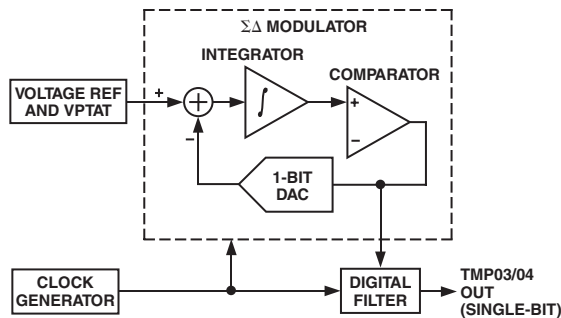 ΣΔ MODULATOR
INTEGRATOR
COMPARATOR
VOLTAGE REF
AND VPTAT
+
+
∫
+
−
−
1-BIT
DAC
CLOCK
GENERATOR
DIGITAL
FILTER
TMP03/04
OUT
(SINGLE-BIT)